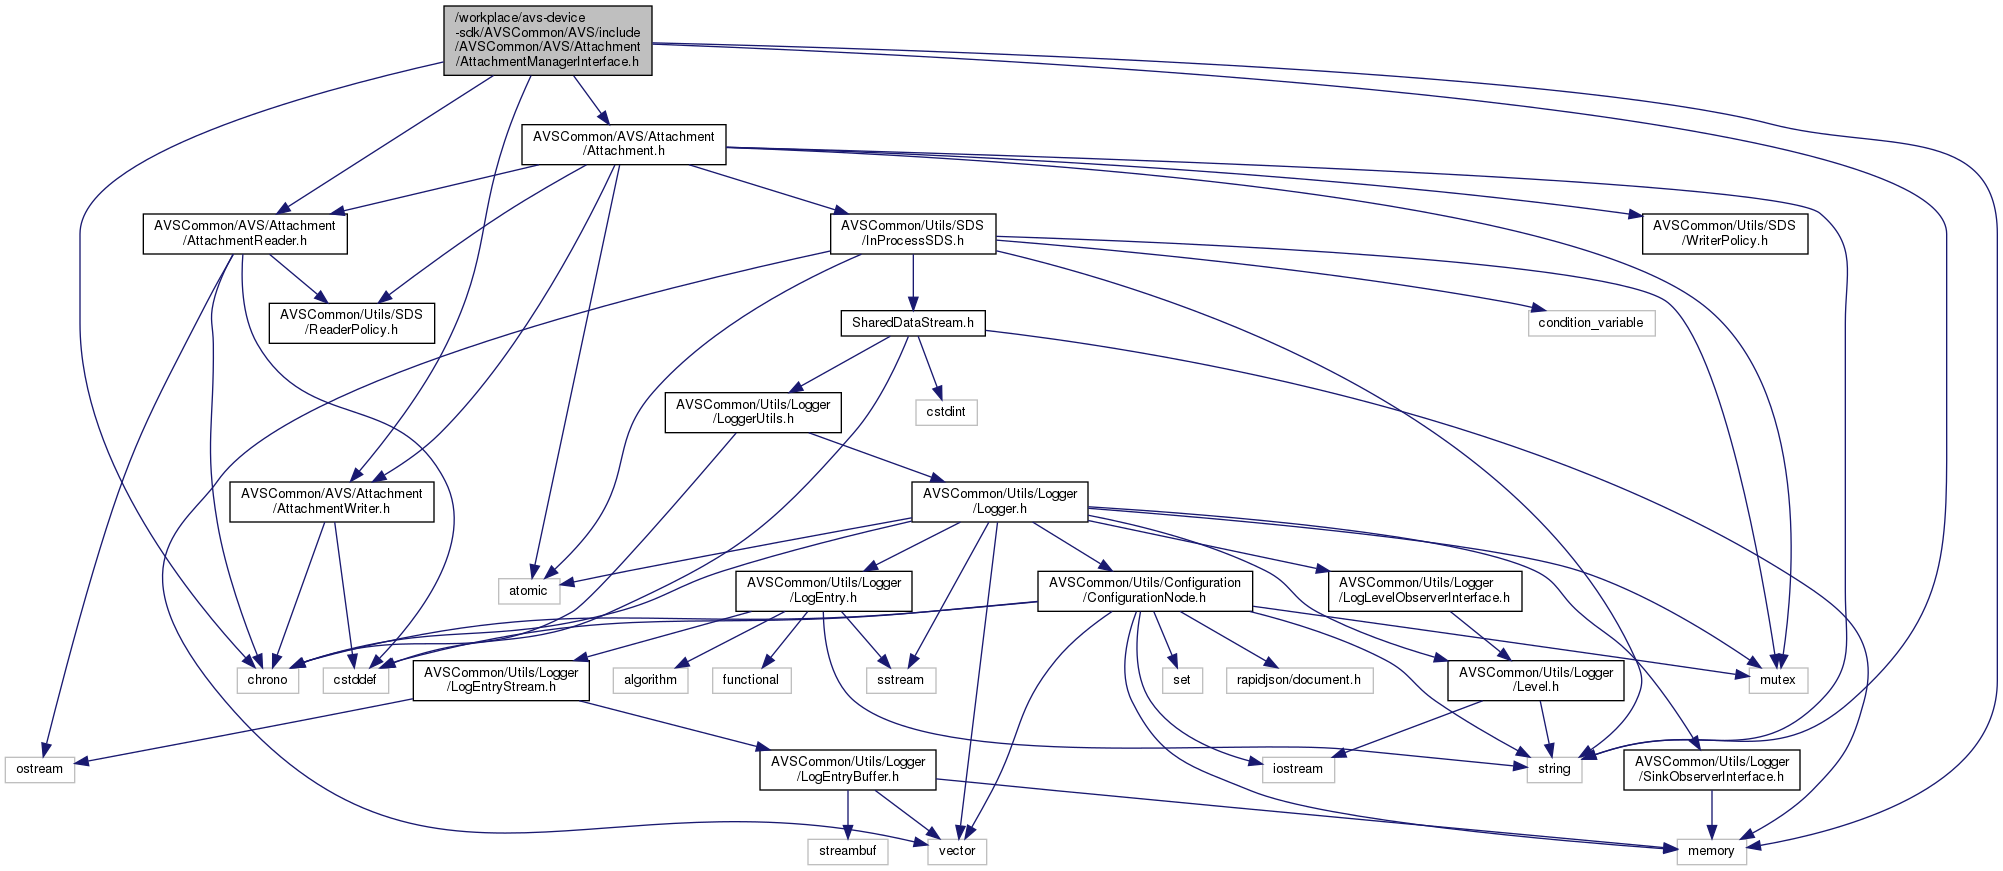 /workplace/avs-device
-sdk/AVSCommon/AVS/include
/AVSCommon/AVS/Attachment
/AttachmentManagerInterface.h
AVSCommon/AVS/Attachment
/Attachment.h
AVSCommon/AVS/Attachment
/AttachmentReader.h
AVSCommon/Utils/SDS
/InProcessSDS.h
AVSCommon/Utils/SDS
/WriterPolicy.h
AVSCommon/Utils/SDS
/ReaderPolicy.h
SharedDataStream.h
condition_variable
AVSCommon/Utils/Logger
/LoggerUtils.h
cstdint
AVSCommon/AVS/Attachment
/AttachmentWriter.h
AVSCommon/Utils/Logger
/Logger.h
atomic
AVSCommon/Utils/Logger
/LogEntry.h
AVSCommon/Utils/Configuration
/ConfigurationNode.h
AVSCommon/Utils/Logger
/LogLevelObserverInterface.h
chrono
cstddef
AVSCommon/Utils/Logger
/LogEntryStream.h
algorithm
functional
sstream
set
rapidjson/document.h
AVSCommon/Utils/Logger
/Level.h
mutex
ostream
AVSCommon/Utils/Logger
/LogEntryBuffer.h
iostream
string
AVSCommon/Utils/Logger
/SinkObserverInterface.h
streambuf
vector
memory